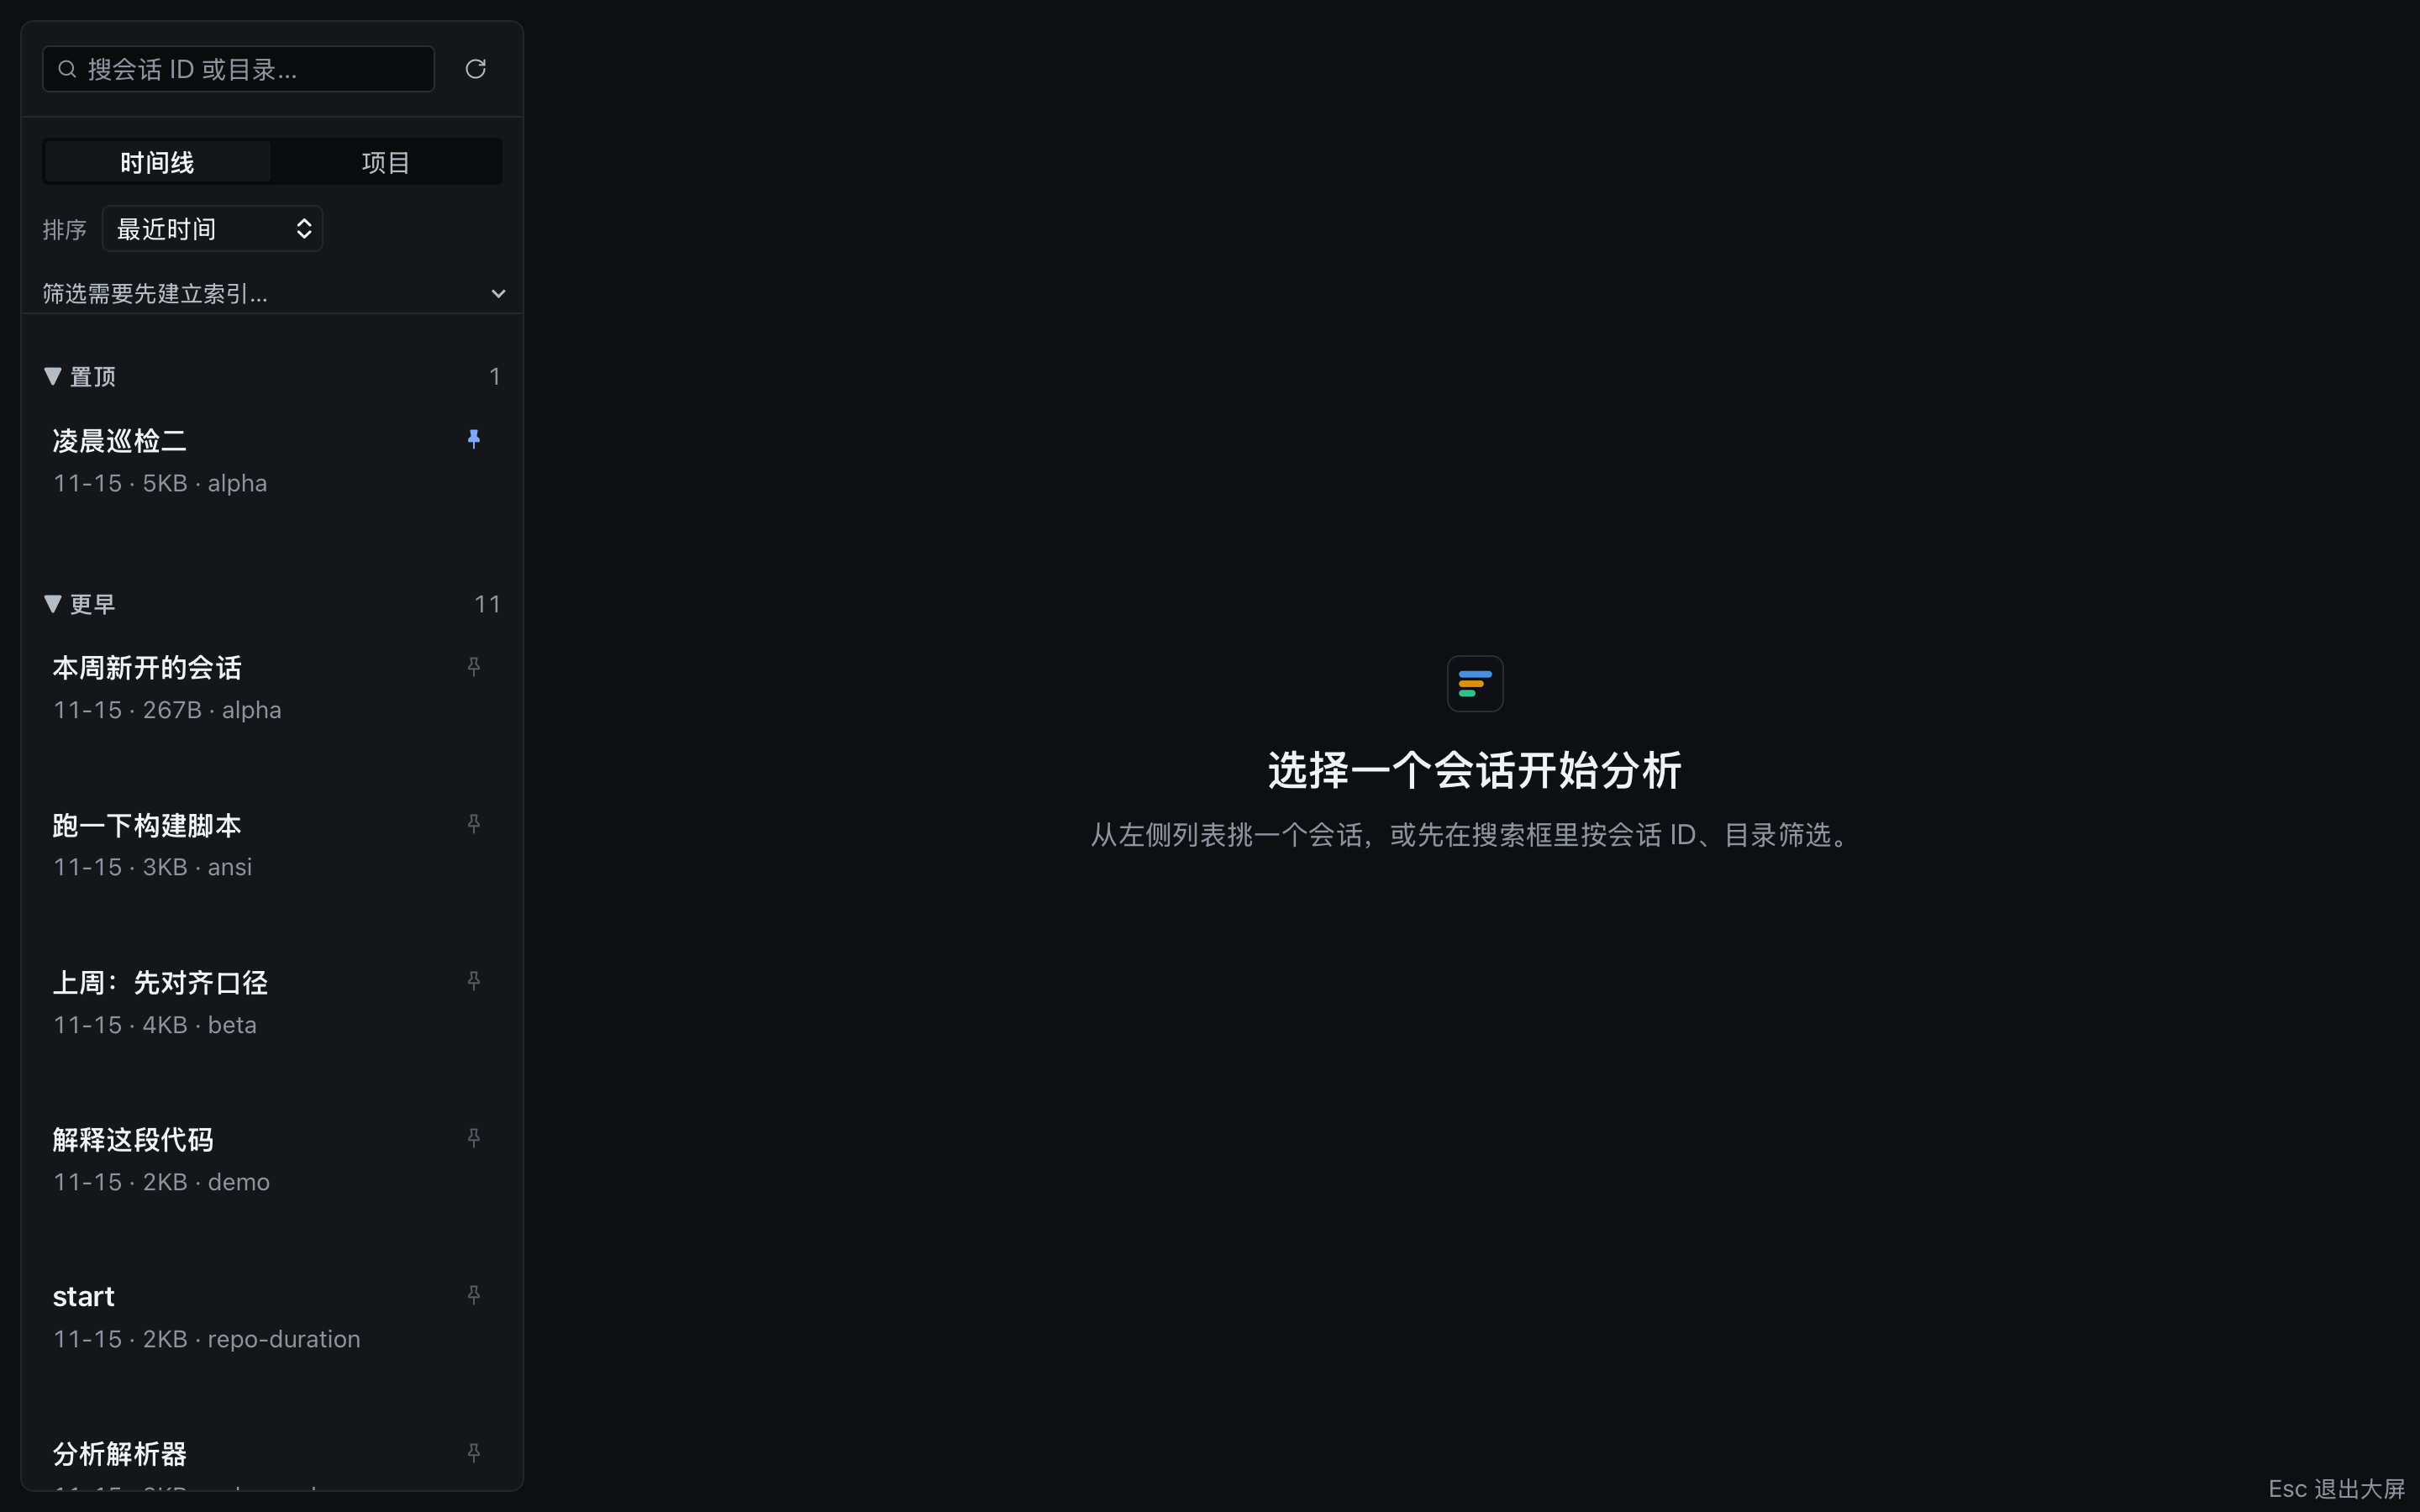 搜会话 ID 或目录...
时间线
项目
排序
最近时间
筛选需要先建立索引...
置顶
1
凌晨巡检二
11-15 · 5KB · alpha
更早
11
本周新开的会话
11-15 · 267B · alpha
跑一下构建脚本
11-15 · 3KB · ansi
上周：先对齐口径
11-15 · 4KB · beta
解释这段代码
11-15 · 2KB · demo
start
11-15 · 2KB · repo-duration
分析解析器
选择一个会话开始分析
从左侧列表挑一个会话，或先在搜索框里按会话 ID、目录筛选。
Esc 退出大屏